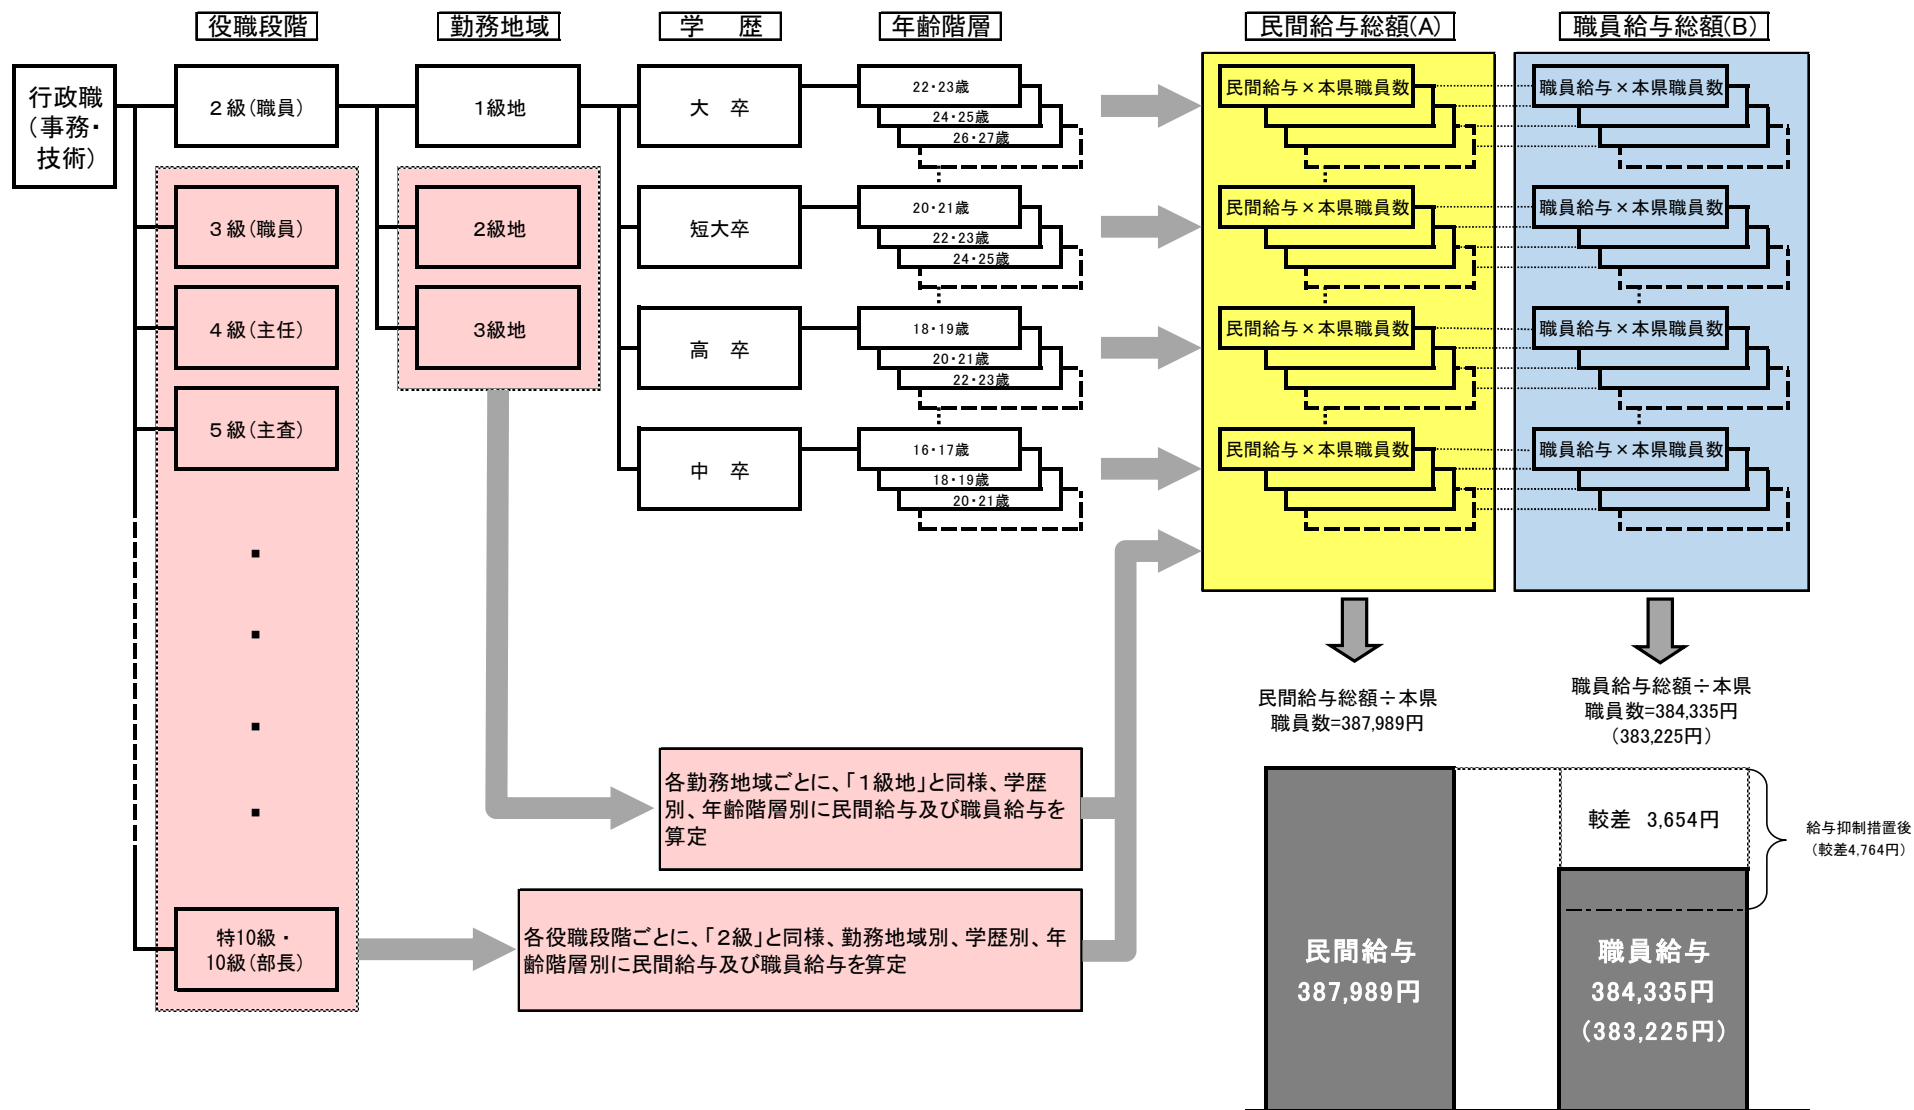 役職段階
勤務地域
学　歴
年齢階層
民間給与総額(A)
職員給与総額(B)
行政職
（事務・
技術）
２級（職員）
３級（職員）
４級（主任）
５級（主査）
・
・
・
・
特10級・
10級（部長）
１級地
２級地
３級地
大　卒
短大卒
高　卒
中　卒
22・23歳
24・25歳
26・27歳
20・21歳
22・23歳
24・25歳
18・19歳
20・21歳
22・23歳
16・17歳
18・19歳
20・21歳
民間給与×本県職員数
民間給与×本県職員数
民間給与×本県職員数
民間給与×本県職員数
職員給与×本県職員数
職員給与×本県職員数
職員給与×本県職員数
職員給与×本県職員数
民間給与総額÷本県
職員数=387,989円
職員給与総額÷本県
職員数=384,335円
（383,225円）
各勤務地域ごとに、「１級地」と同様、学歴
別、年齢階層別に民間給与及び職員給与を
算定
各役職段階ごとに、「２級」と同様、勤務地域別、学歴別、年
齢階層別に民間給与及び職員給与を算定
較差　3,654円
給与抑制措置後
（較差4,764円）
民間給与
387,989円
職員給与
384,335円
（383,225円）